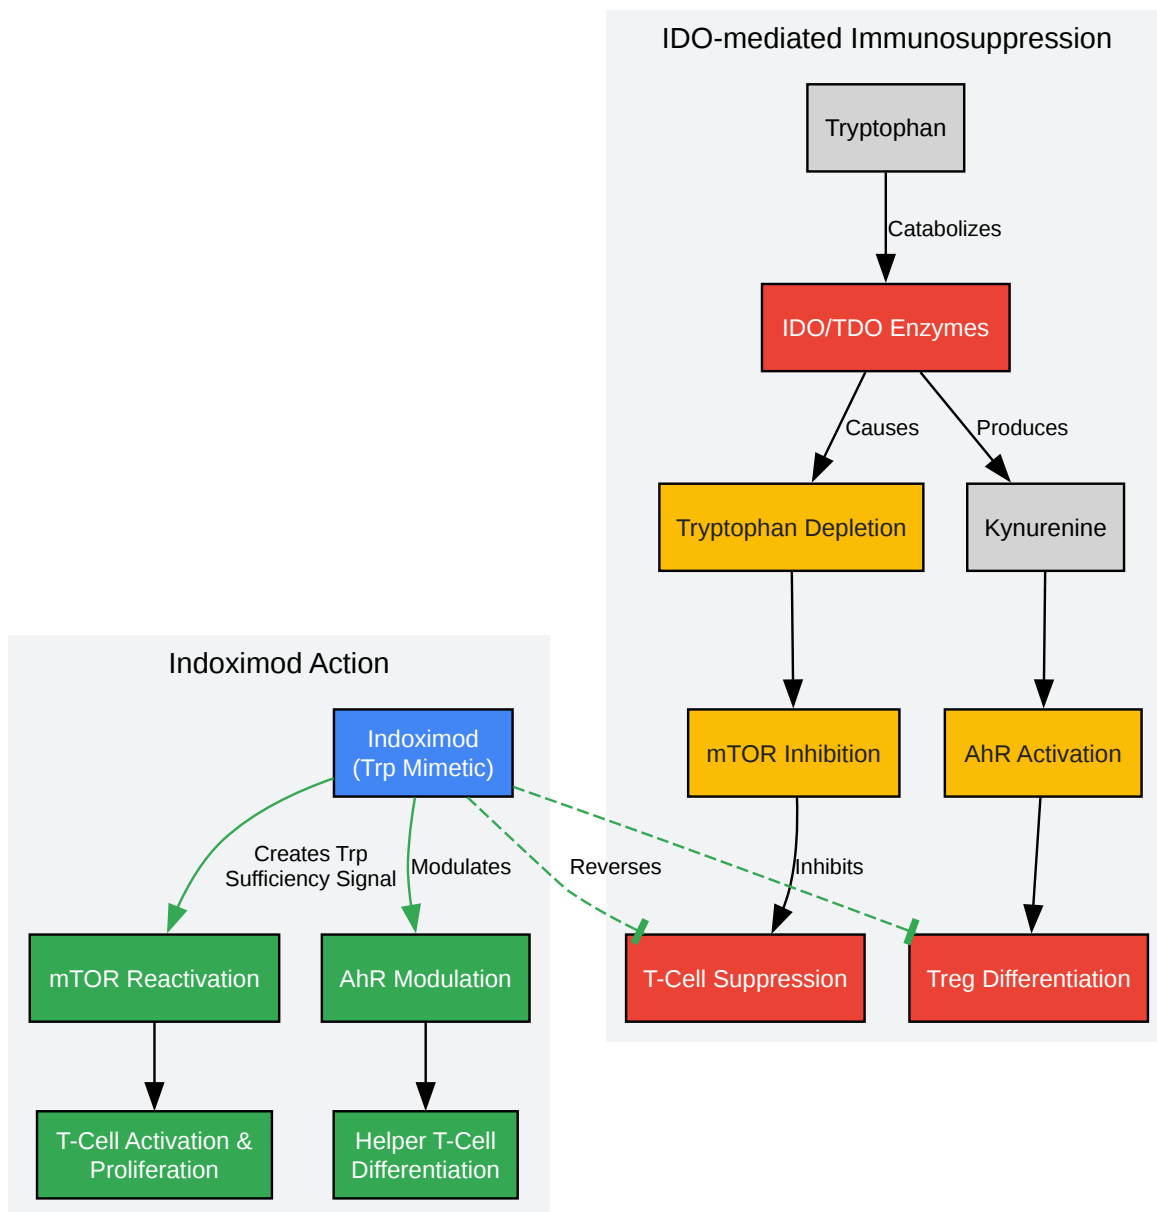 IDO-mediated Immunosuppression
Tryptophan
Catabolizes
IDO/TDO Enzymes
Causes
Produces
Tryptophan Depletion
Kynurenine
Indoximod Action
Indoximod
(Trp Mimetic)
mTOR Inhibition
AhR Activation
Creates Trp
Sufficiency Signal
Modulates
Reverses
Inhibits
mTOR Reactivation
AhR Modulation
T-Cell Suppression
Treg Differentiation
T-Cell Activation &
Proliferation
Helper T-Cell
Differentiation